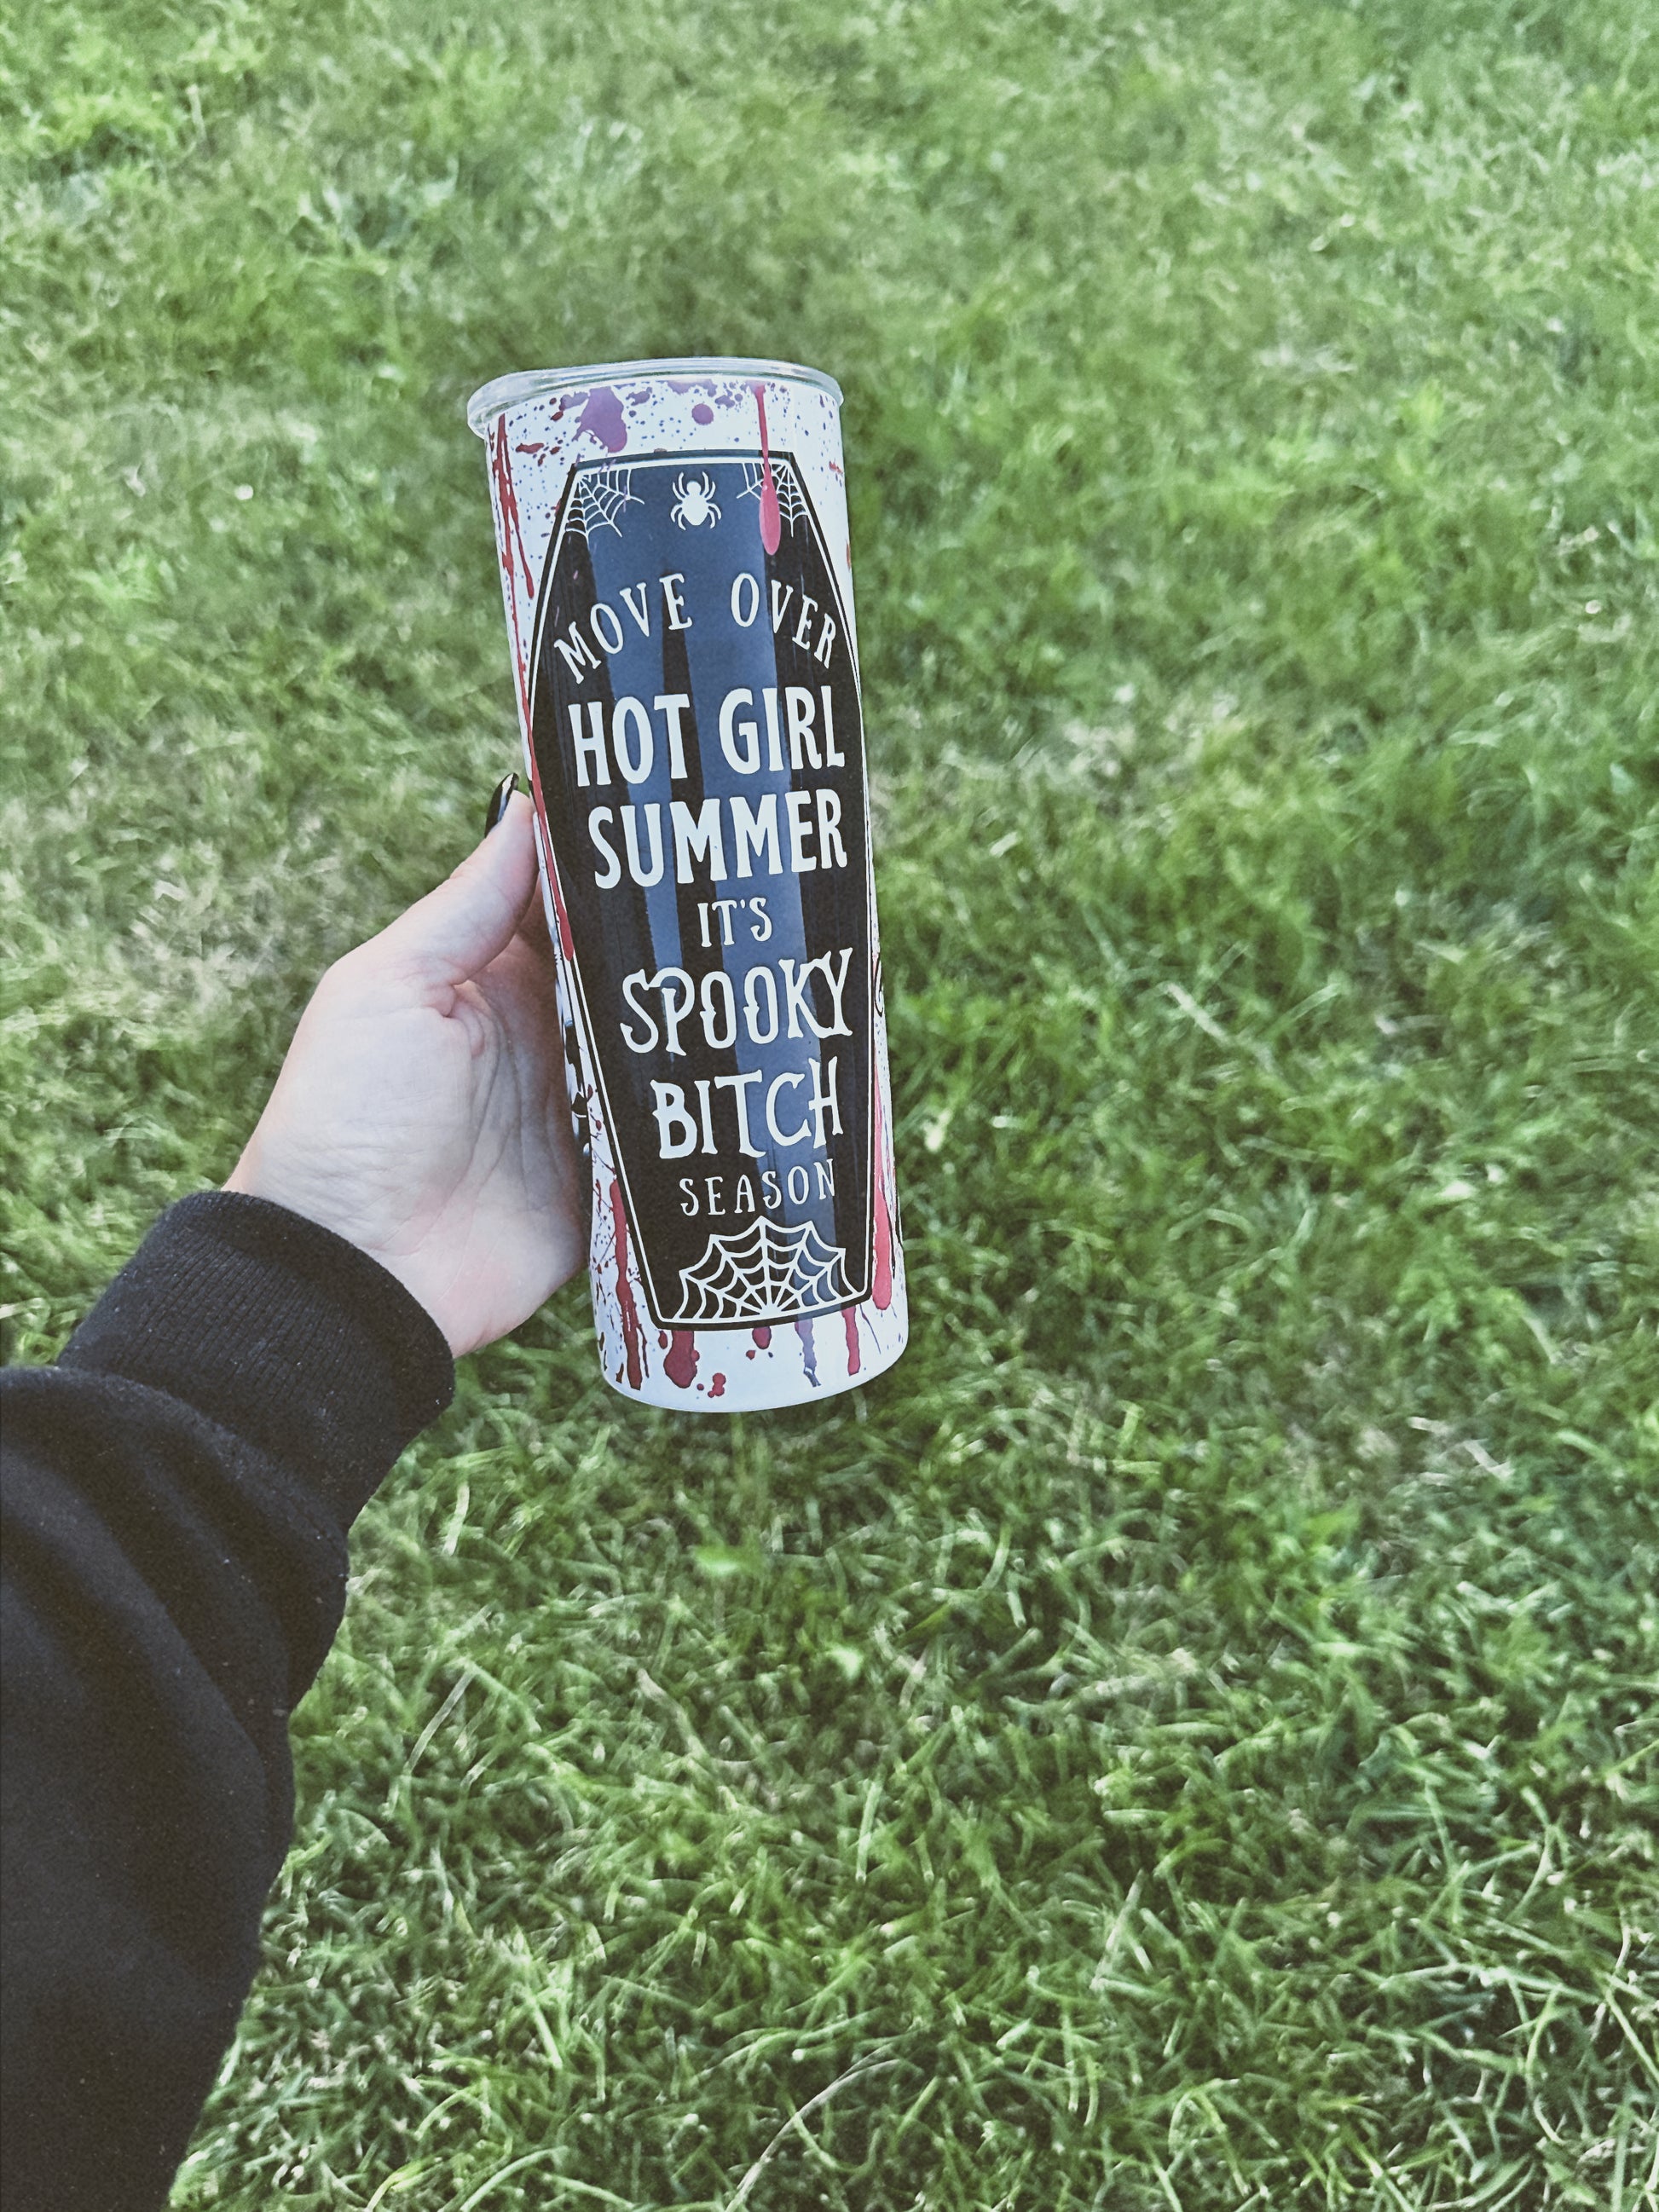 MOVE OVER
HOT GIRL
SUMMER
IT'S
SPOOKY
BITCH
SEASON